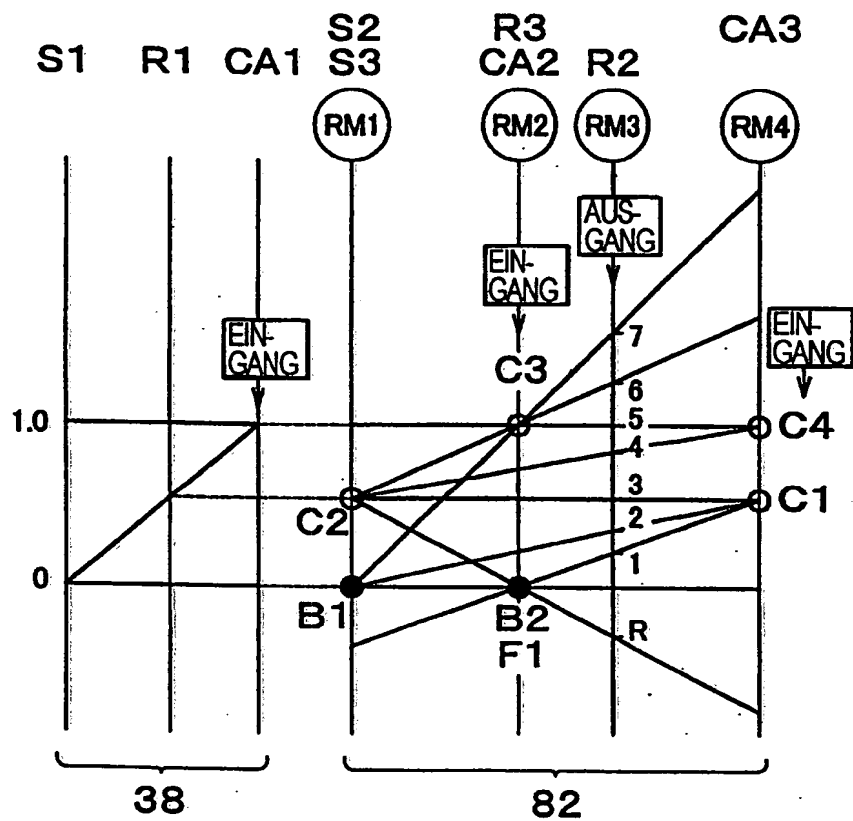 S2 R3 CA3
S1 R1 CA1 S3 CA2 R2
RM1 RM2 RM3 RM4
AUS-
GANG
EIN-
GANG
EIN-
GANG
EIN-
GANG
7
C3
6
1.0
5
C4
4
3
C2
C1
2
1
0
B1
B2
R
F1
38
82